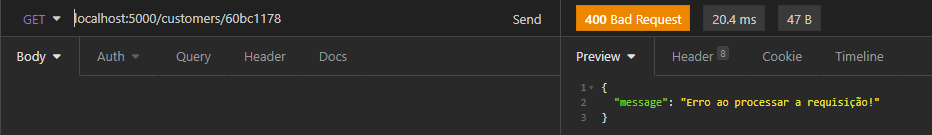 GET localhost:5000/customers/60bc1178 Send
400 Bad Request 20.4 ms 47 B
Body Auth Query Header Docs
Preview Header 8 Cookie Timeline
1 {
2 "message": "Erro ao processar a requisição!"
3 }